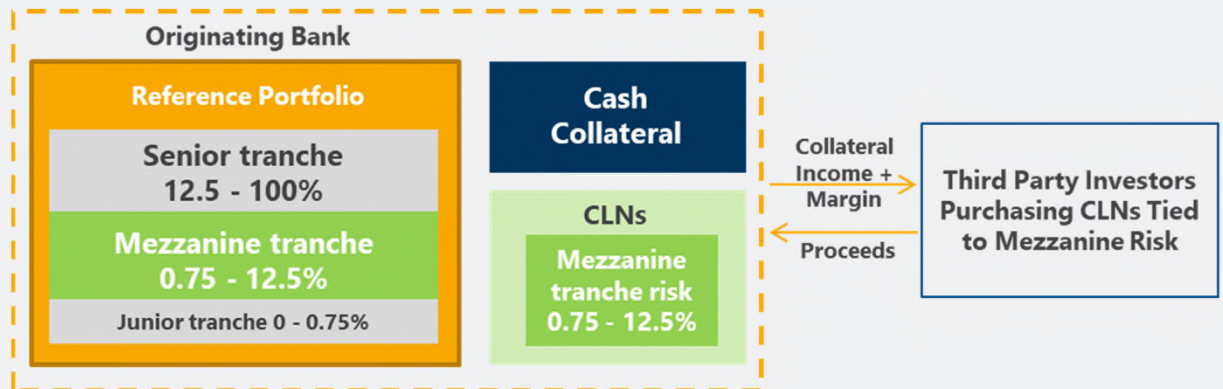 Originating Bank
Reference Portfolio
Senior tranche
12.5 - 100%
Mezzanine tranche
0.75 - 12.5%
Junior tranche 0 - 0.75%
Cash
Collateral
CLNs
Mezzanine
tranche risk
0.75 - 12.5%
Collateral
Income +
Margin
Proceeds
Third Party Investors
Purchasing CLNs Tied
to Mezzanine Risk